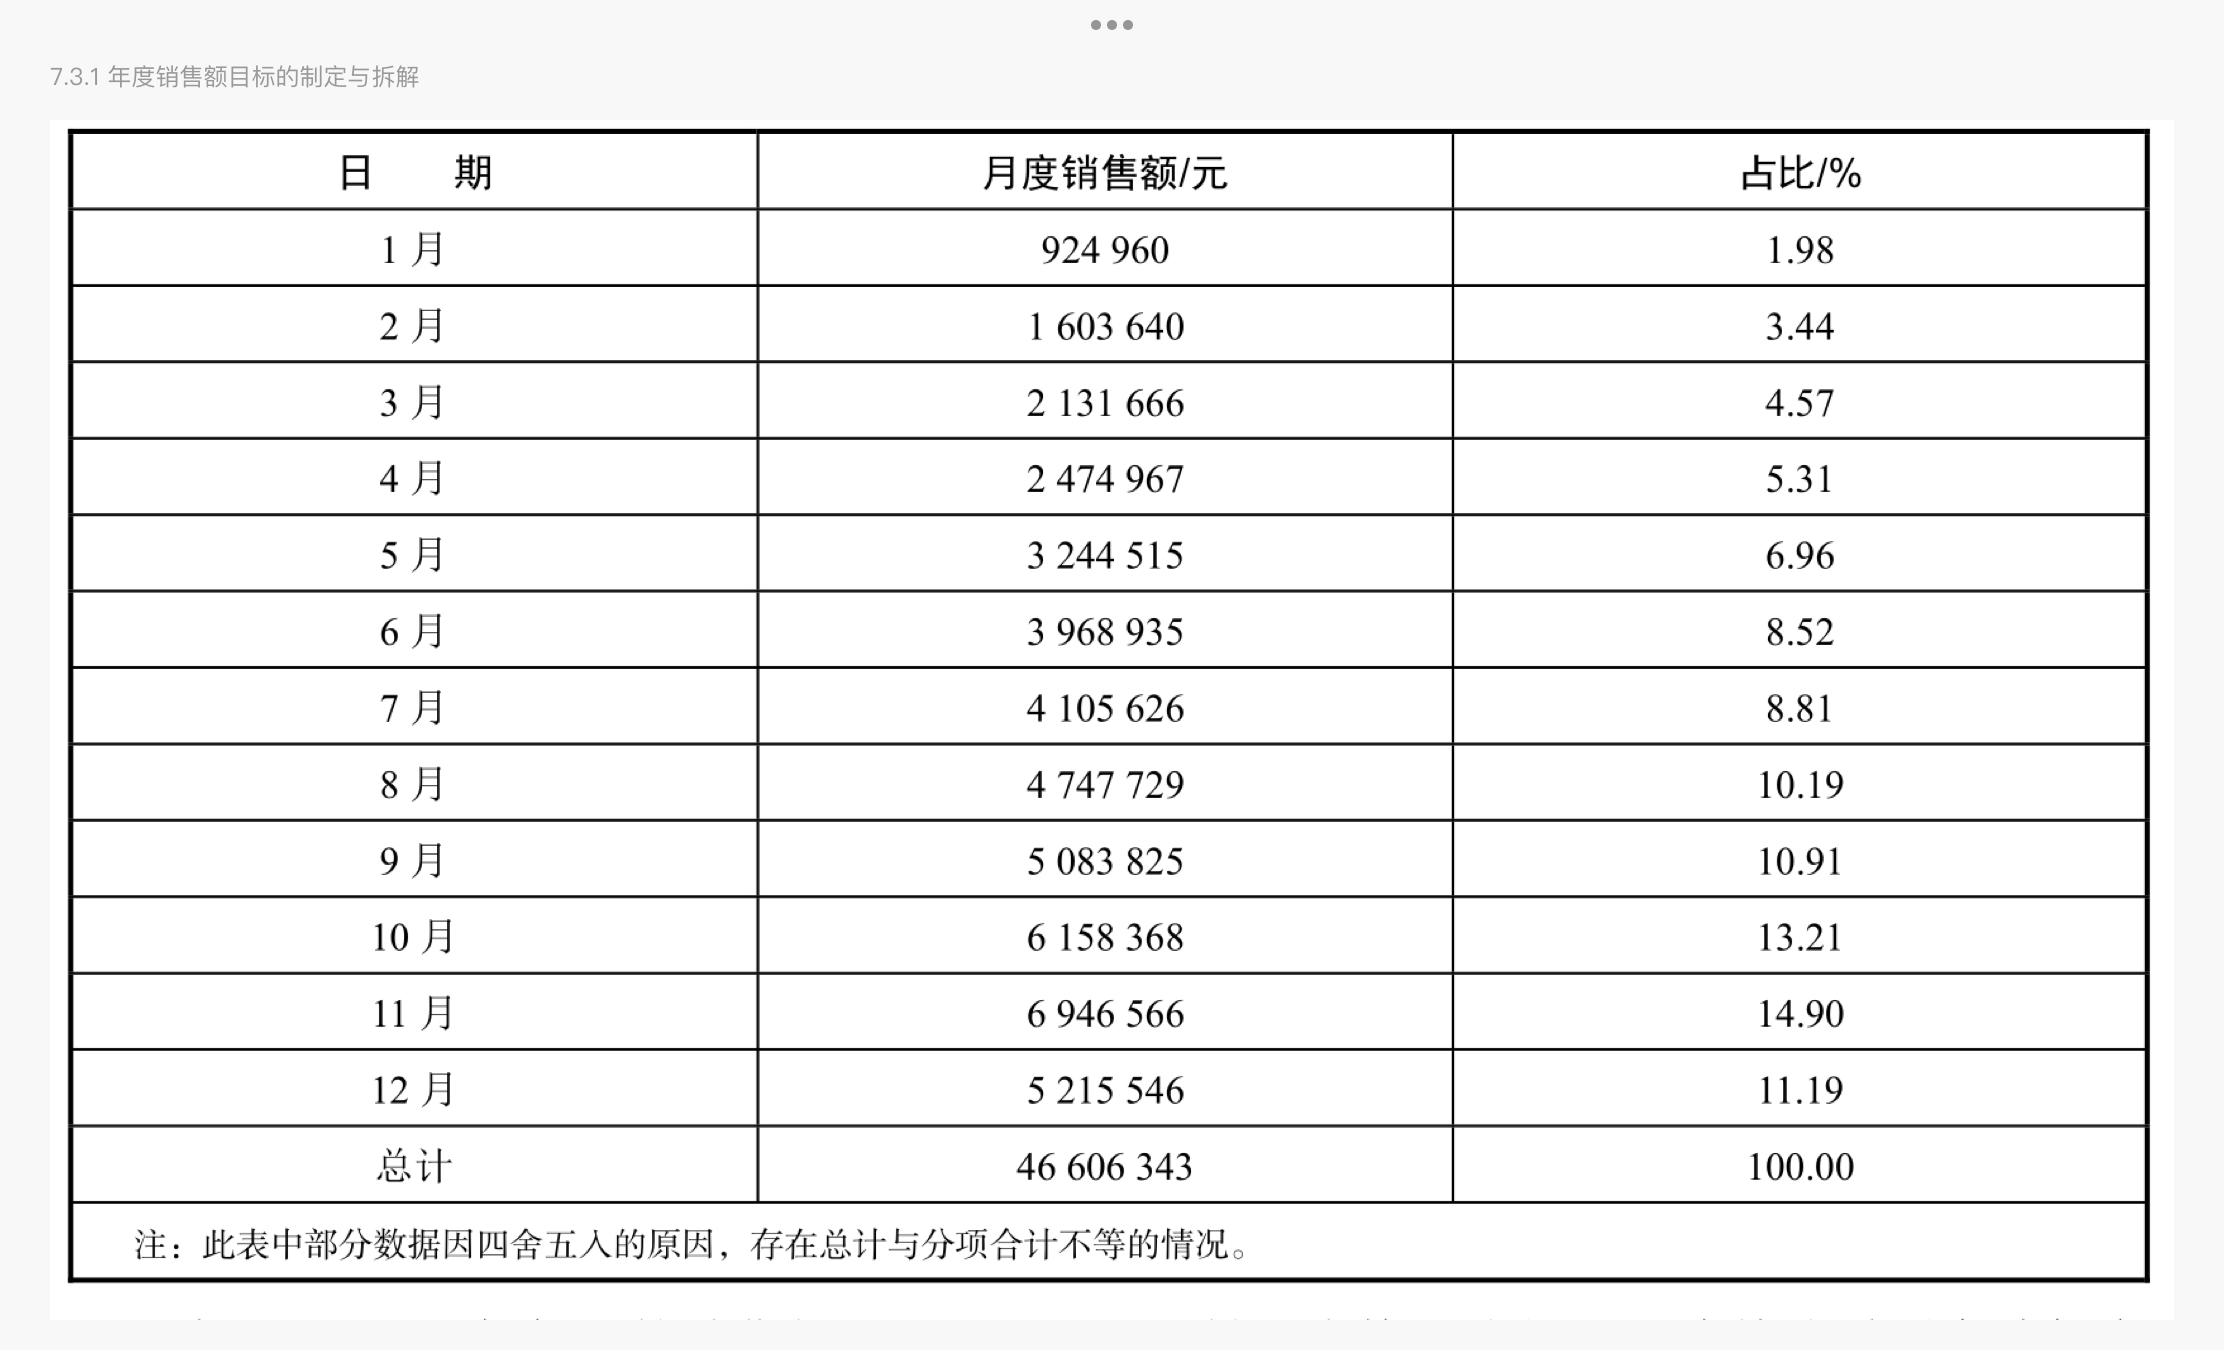 7.3.1 年度销售额目标的制定与拆解
日 期 月度销售额/元 占比/%
1 月 924 960 1.98
2 月 1 603 640 3.44
3 月 2 131 666 4.57
4 月 2 474 967 5.31
5 月 3 244 515 6.96
6 月 3 968 935 8.52
7 月 4 105 626 8.81
8 月 4 747 729 10.19
9 月 5 083 825 10.91
10 月 6 158 368 13.21
11 月 6 946 566 14.90
12 月 5 215 546 11.19
总计 46 606 343 100.00
注：此表中部分数据因四舍五入的原因，存在总计与分项合计不等的情况。